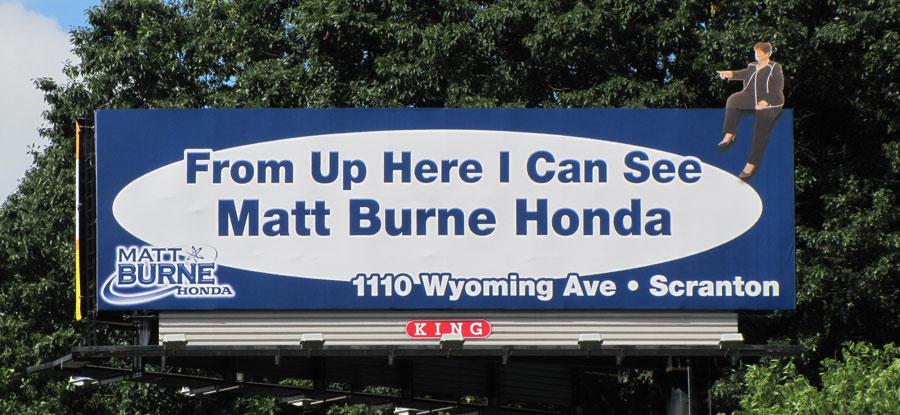 From Up Here I Can See
Matt Burne Honda
MATT
BURNE
HONDA
1110 Wyoming Ave • Scranton
KING